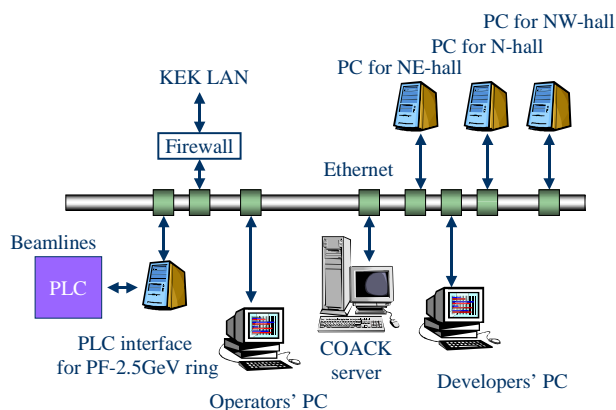 PC for NW-hall
PC for N-hall
PC for NE-hall
KEK LAN
Firewall
Ethernet
Beamlines
PLC
PLC interface
for PF-2.5GeV ring
Operators’ PC
COACK
server
Developers’ PC